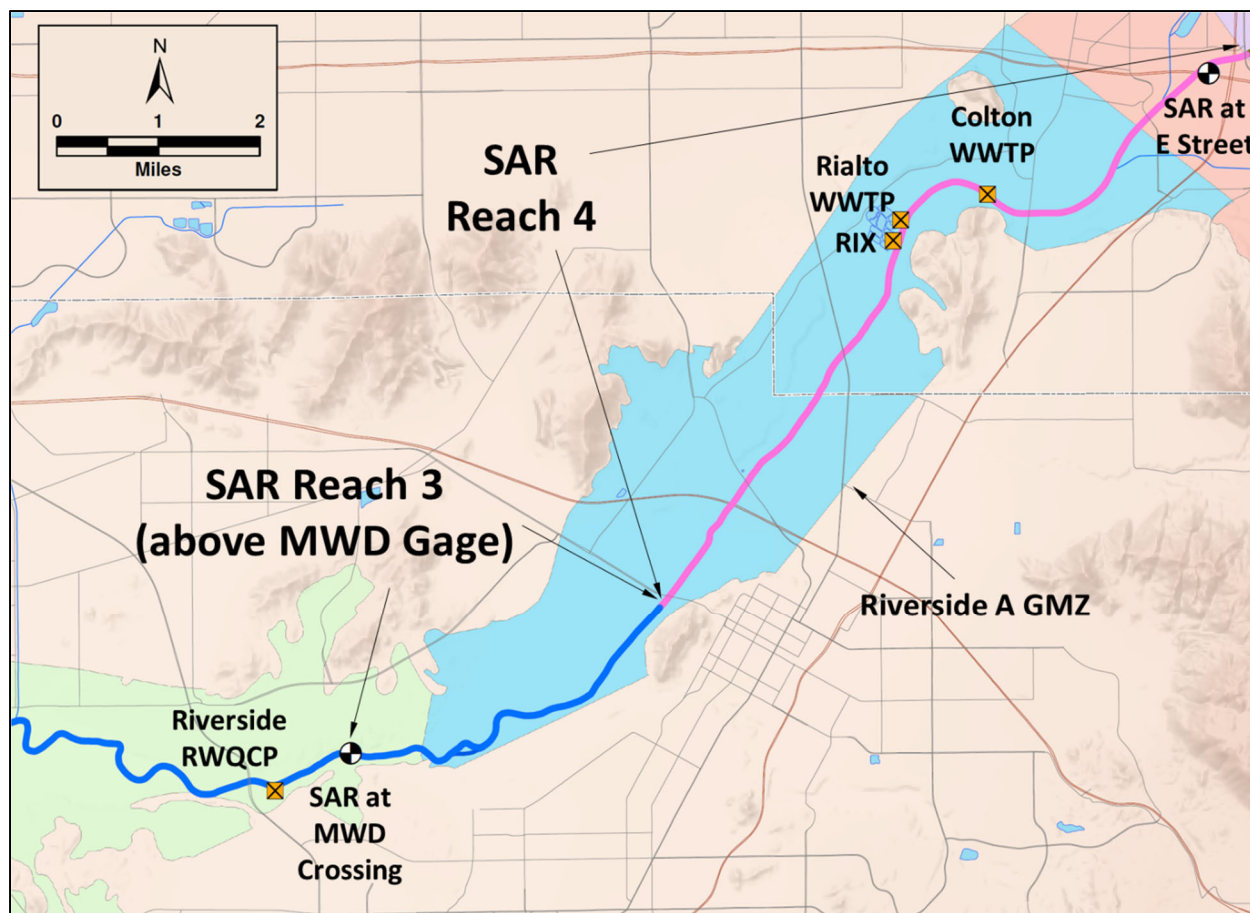 N
0 1 2
Miles
SAR
Reach 4
Colton
WWTP
Rialto
WWTP
RIX
SAR at
E Street
SAR Reach 3
(above MWD Gage)
Riverside A GMZ
Riverside
RWQCP
SAR at
MWD
Crossing